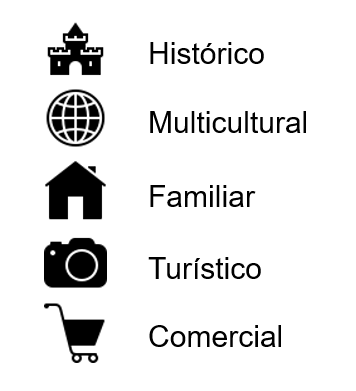 Histórico
Multicultural
Familiar
Turístico
Comercial